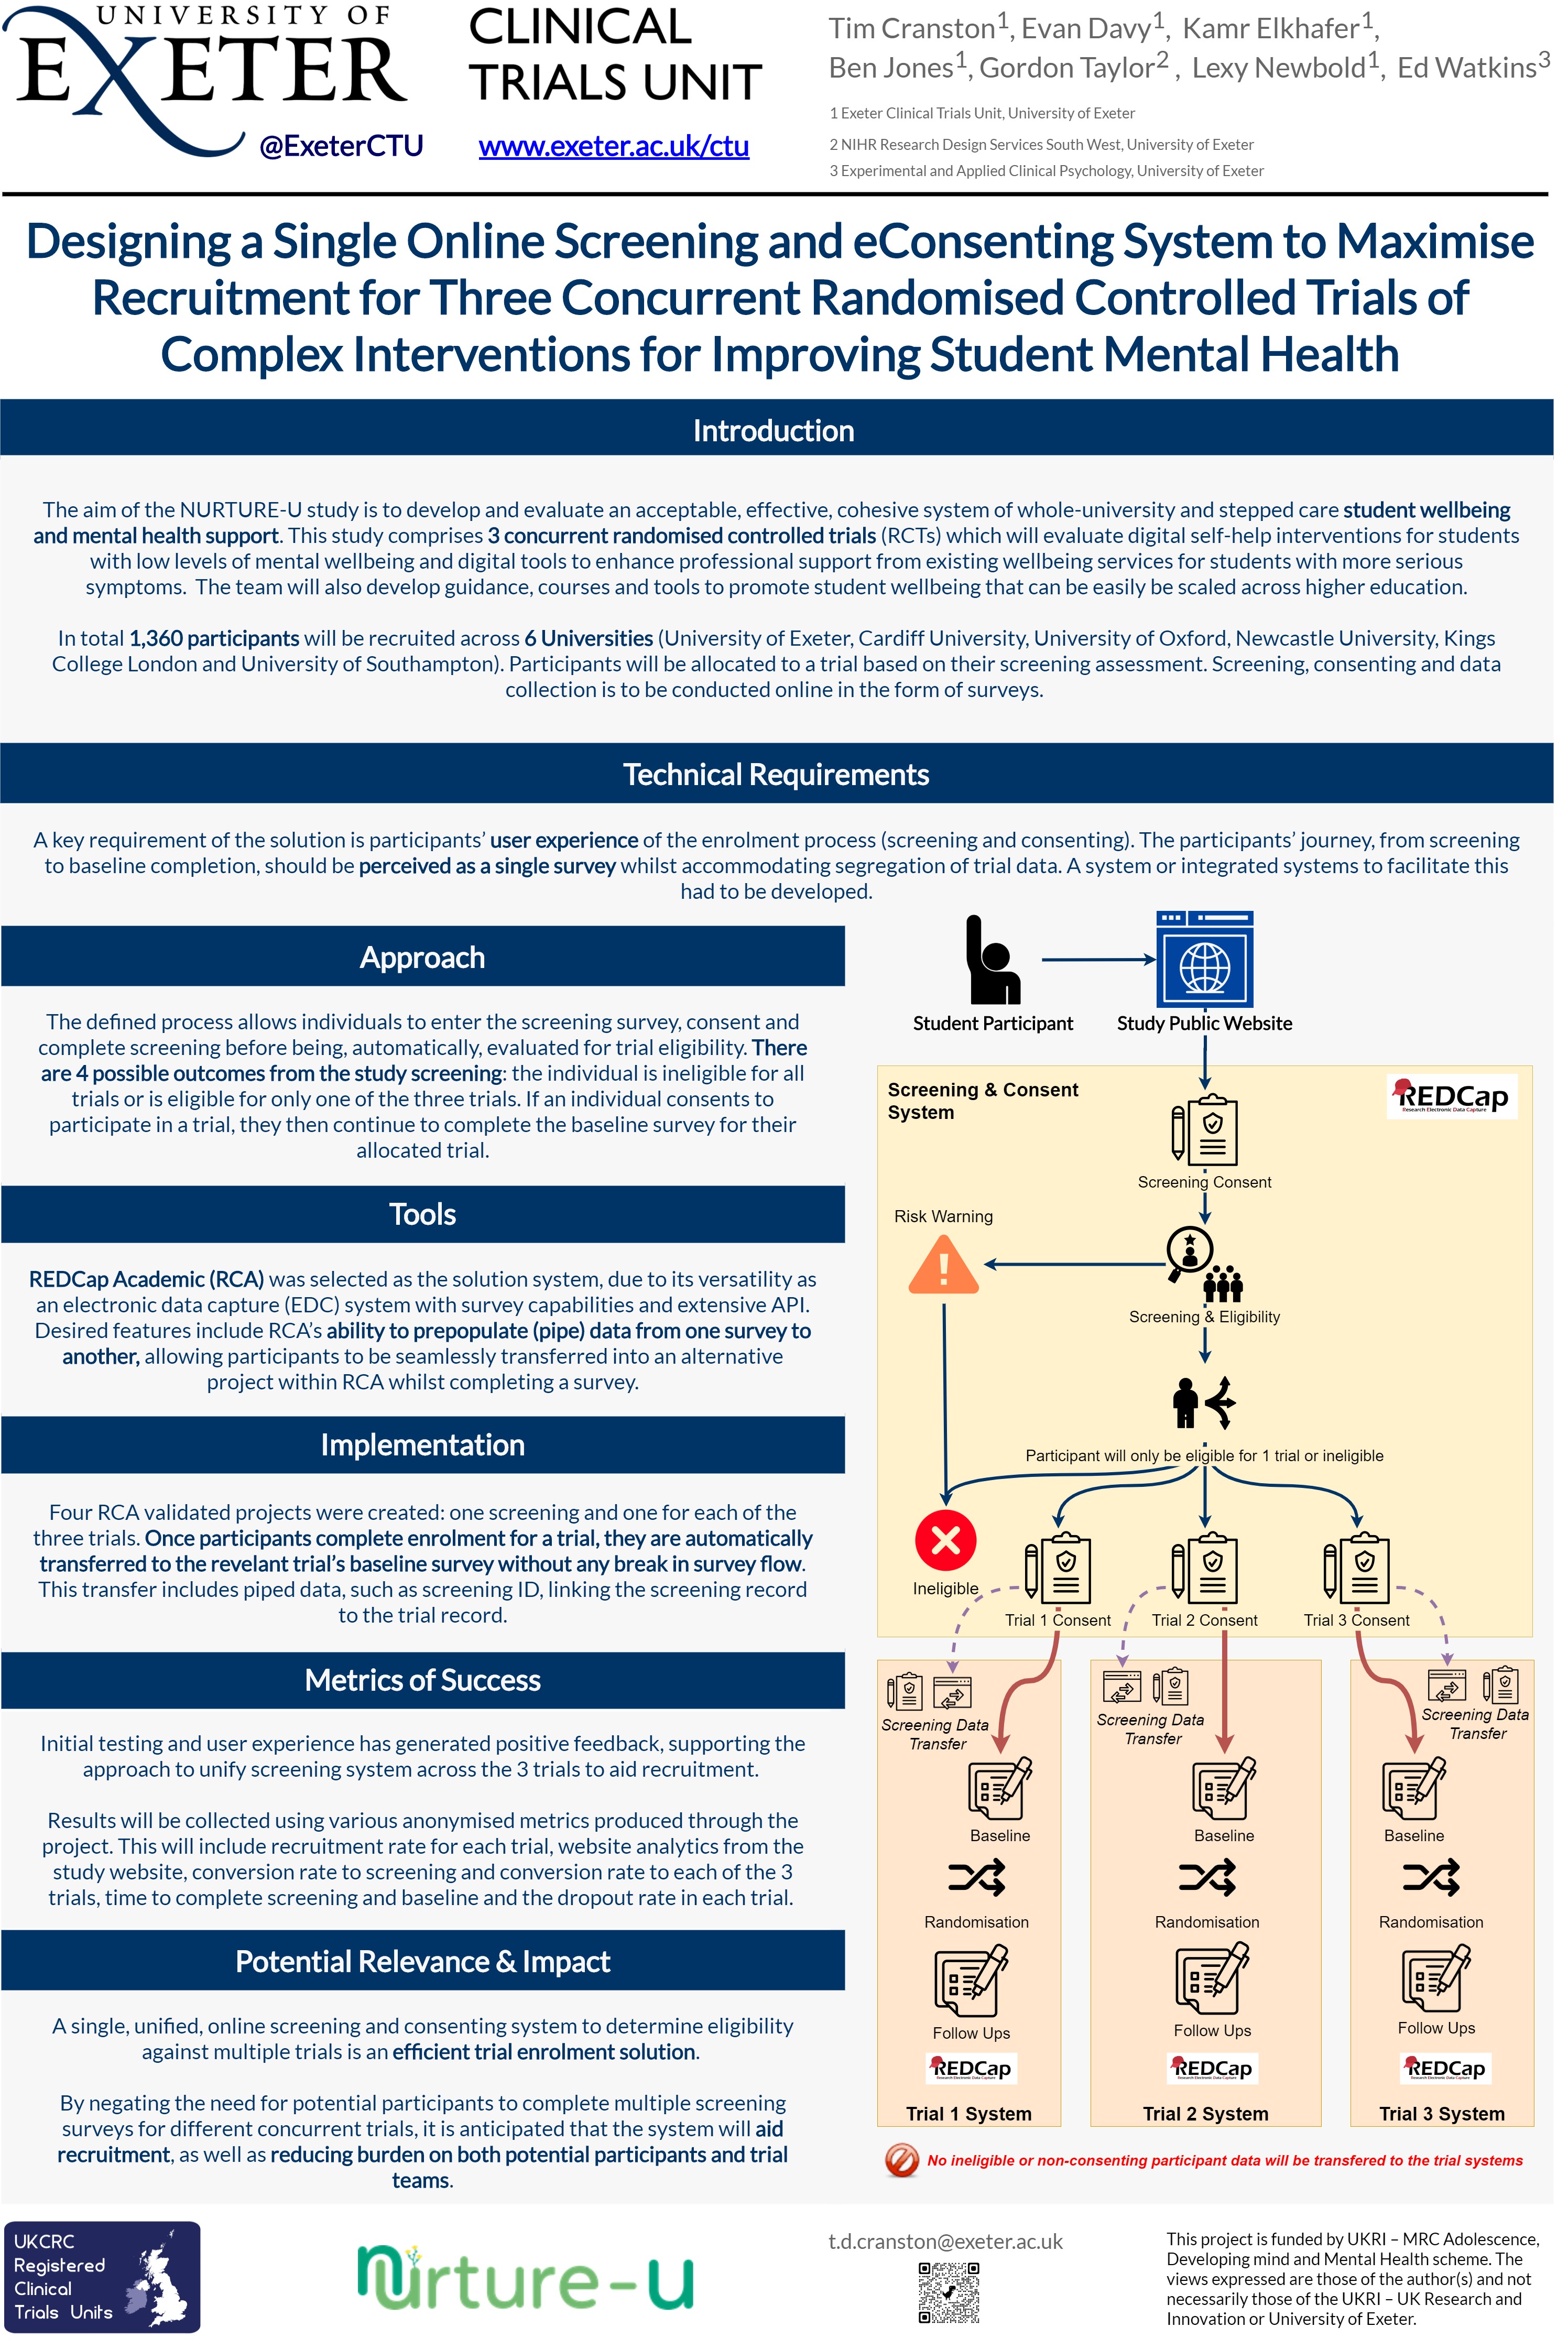 UNIVERSITY OF
EXETER
@ExeterCTU
CLINICAL
TRIALS UNIT
www.exeter.ac.uk/ctu
Tim Cranston1, Evan Davy1, Kamr Elkhafer1,
Ben Jones1, Gordon Taylor2 , Lexy Newbold1, Ed Watkins3
1 Exeter Clinical Trials Unit, University of Exeter
2 NIHR Research Design Services South West, University of Exeter
3 Experimental and Applied Clinical Psychology, University of Exeter
Designing a Single Online Screening and eConsenting System to Maximise
Recruitment for Three Concurrent Randomised Controlled Trials of
Complex Interventions for Improving Student Mental Health
Introduction
The aim of the NURTURE-U study is to develop and evaluate an acceptable, effective, cohesive system of whole-university and stepped care student wellbeing
and mental health support. This study comprises 3 concurrent randomised controlled trials (RCTs) which will evaluate digital self-help interventions for students
with low levels of mental wellbeing and digital tools to enhance professional support from existing wellbeing services for students with more serious
symptoms. The team will also develop guidance, courses and tools to promote student wellbeing that can be easily be scaled across higher education.
In total 1,360 participants will be recruited across 6 Universities (University of Exeter, Cardiff University, University of Oxford, Newcastle University, Kings
College London and University of Southampton). Participants will be allocated to a trial based on their screening assessment. Screening, consenting and data
collection is to be conducted online in the form of surveys.
Technical Requirements
A key requirement of the solution is participants’ user experience of the enrolment process (screening and consenting). The participants’ journey, from screening
to baseline completion, should be perceived as a single survey whilst accommodating segregation of trial data. A system or integrated systems to facilitate this
had to be developed.
Approach
The defined process allows individuals to enter the screening survey, consent and
complete screening before being, automatically, evaluated for trial eligibility. There
are 4 possible outcomes from the study screening: the individual is ineligible for all
trials or is eligible for only one of the three trials. If an individual consents to
participate in a trial, they then continue to complete the baseline survey for their
allocated trial.
Tools
REDCap Academic (RCA) was selected as the solution system, due to its versatility as
an electronic data capture (EDC) system with survey capabilities and extensive API.
Desired features include RCA’s ability to prepopulate (pipe) data from one survey to
another, allowing participants to be seamlessly transferred into an alternative
project within RCA whilst completing a survey.
Implementation
Four RCA validated projects were created: one screening and one for each of the
three trials. Once participants complete enrolment for a trial, they are automatically
transferred to the revelant trial’s baseline survey without any break in survey flow.
This transfer includes piped data, such as screening ID, linking the screening record
to the trial record.
Metrics of Success
Initial testing and user experience has generated positive feedback, supporting the
approach to unify screening system across the 3 trials to aid recruitment.
Results will be collected using various anonymised metrics produced through the
project. This will include recruitment rate for each trial, website analytics from the
study website, conversion rate to screening and conversion rate to each of the 3
trials, time to complete screening and baseline and the dropout rate in each trial.
Potential Relevance & Impact
A single, unified, online screening and consenting system to determine eligibility
against multiple trials is an efficient trial enrolment solution.
By negating the need for potential participants to complete multiple screening
surveys for different concurrent trials, it is anticipated that the system will aid
recruitment, as well as reducing burden on both potential participants and trial
teams.
Student Participant
Study Public Website
Screening & Consent
System
REDCap
Research Electronic Data Capture
Screening Consent
Risk Warning
Screening & Eligibility
Participant will only be eligible for 1 trial or ineligible
Ineligible
Trial 1 Consent
Trial 2 Consent
Trial 3 Consent
Screening Data
Transfer
Baseline
Randomisation
Follow Ups
REDCap
Research Electronic Data Capture
Trial 1 System
Screening Data
Transfer
Baseline
Randomisation
Follow Ups
REDCap
Research Electronic Data Capture
Trial 2 System
Screening Data
Transfer
Baseline
Randomisation
Follow Ups
REDCap
Research Electronic Data Capture
Trial 3 System
No ineligible or non-consenting participant data will be transfered to the trial systems
UKCRC
Registered
Clinical
Trials Units
Nurture-U
t.d.cranston@exeter.ac.uk
This project is funded by UKRI – MRC Adolescence,
Developing mind and Mental Health scheme. The
views expressed are those of the author(s) and not
necessarily those of the UKRI – UK Research and
Innovation or University of Exeter.